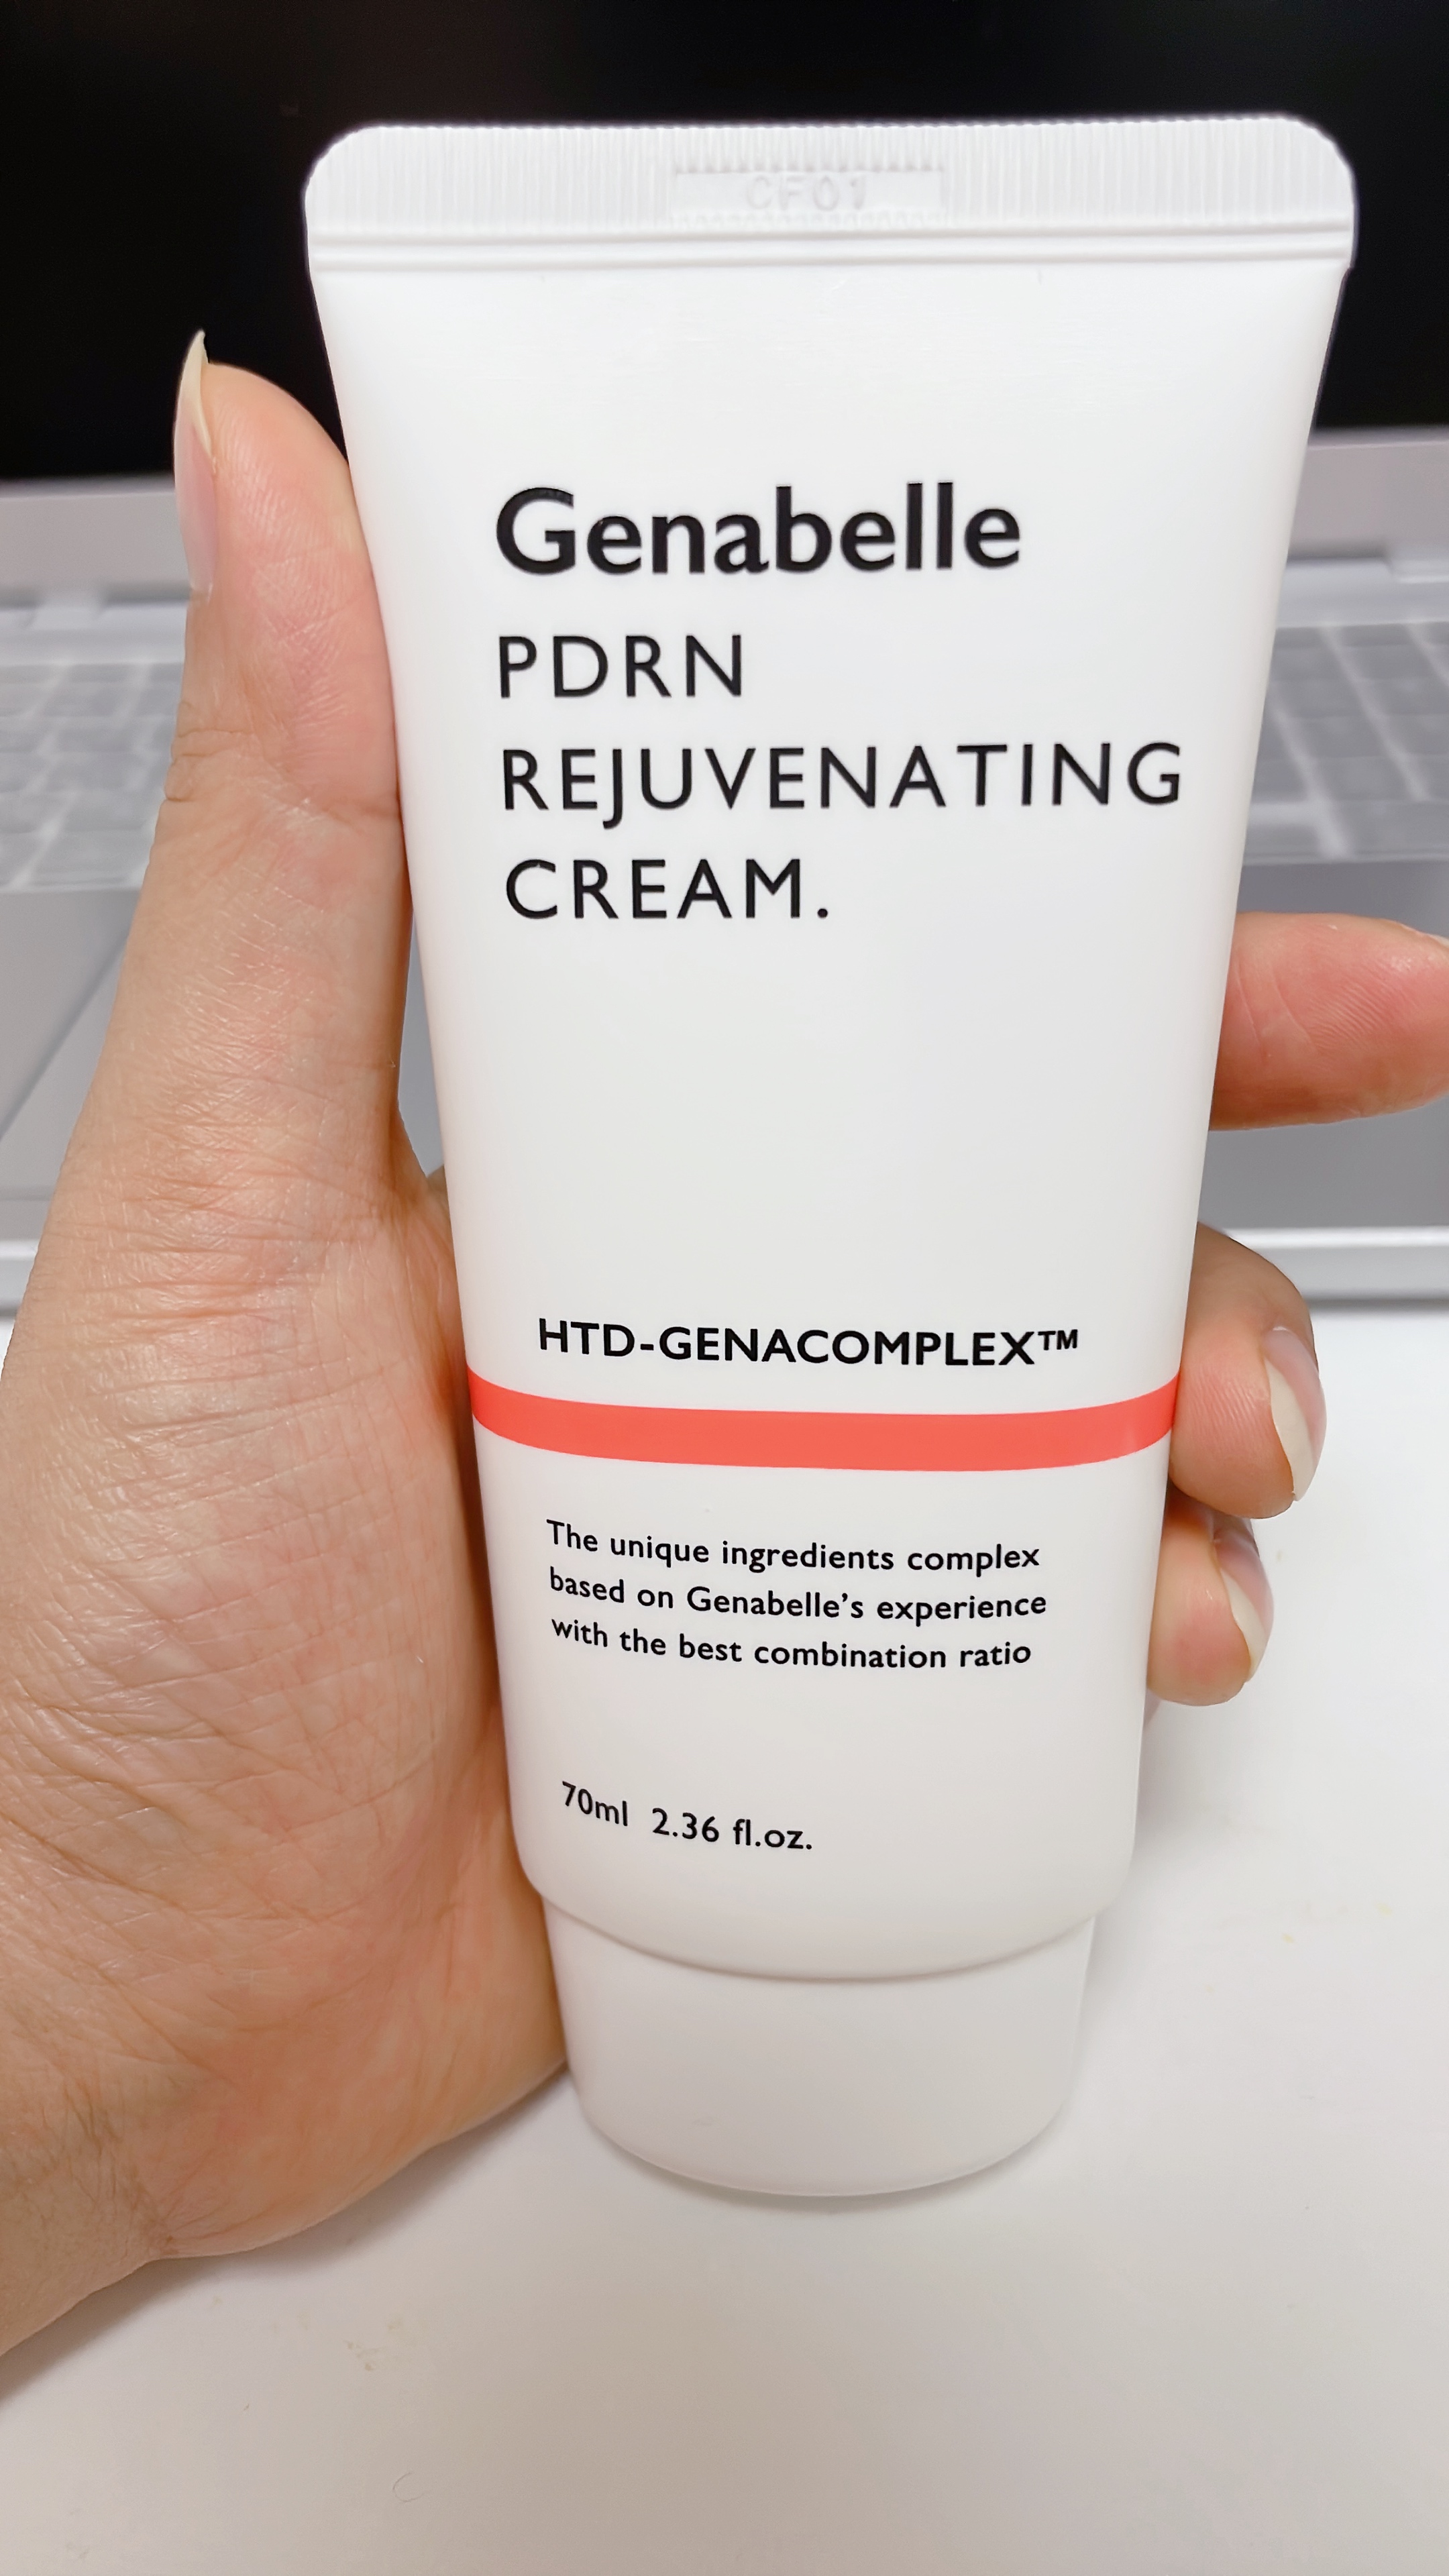 CF01
Genabelle
PDRN
REJUVENATING
CREAM.
HTD-GENACOMPLEX™
The unique ingredients complex
based on Genabelle’s experience
with the best combination ratio
70ml 2.36 fl.oz.